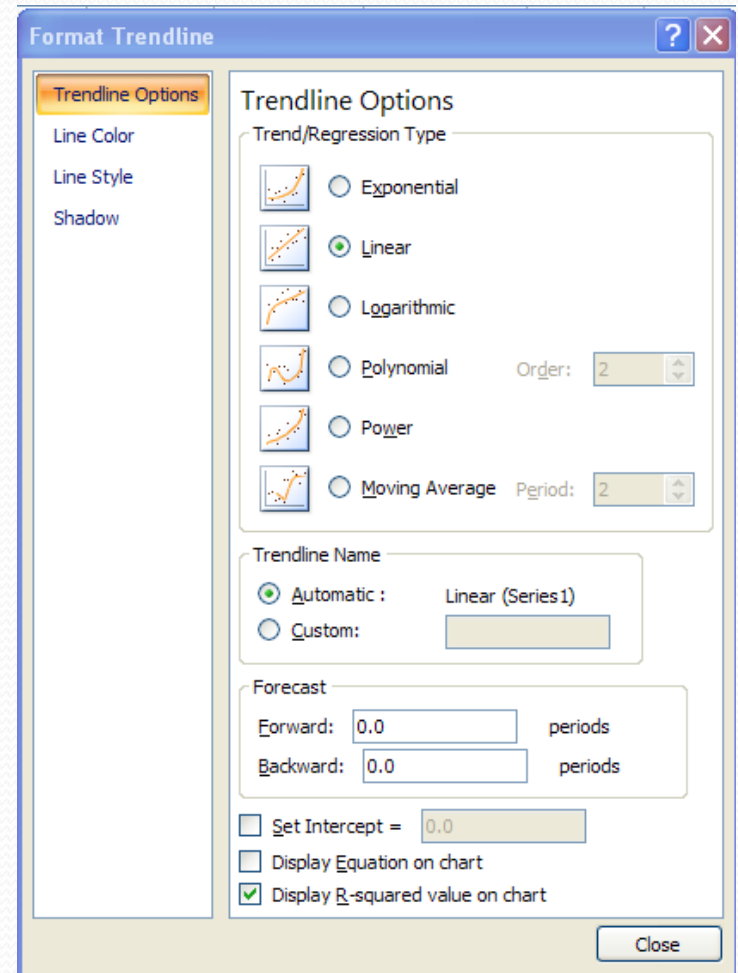 Format Trendline
Trendline Options
Line Color
Line Style
Shadow
Trendline Options
Trend/Regression Type
Exponential
Linear
Logarithmic
Polynomial Order: 2
Power
Moving Average Period: 2
Trendline Name
Automatic : Linear (Series1)
Custom:
Forecast
Forward: 0.0 periods
Backward: 0.0 periods
Set Intercept = 0.0
Display Equation on chart
Display R-squared value on chart
Close